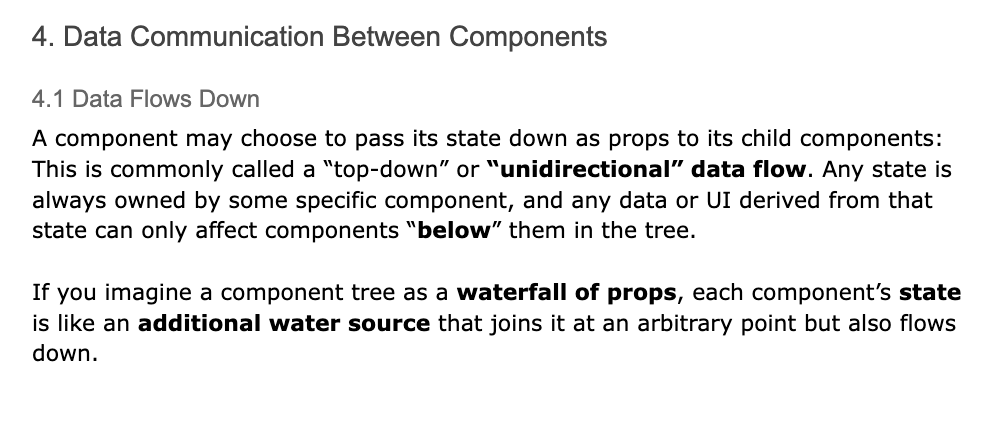 4. Data Communication Between Components
4.1 Data Flows Down
A component may choose to pass its state down as props to its child components:
This is commonly called a “top-down” or “unidirectional” data flow. Any state is
always owned by some specific component, and any data or UI derived from that
state can only affect components “below” them in the tree.
If you imagine a component tree as a waterfall of props, each component’s state
is like an additional water source that joins it at an arbitrary point but also flows
down.